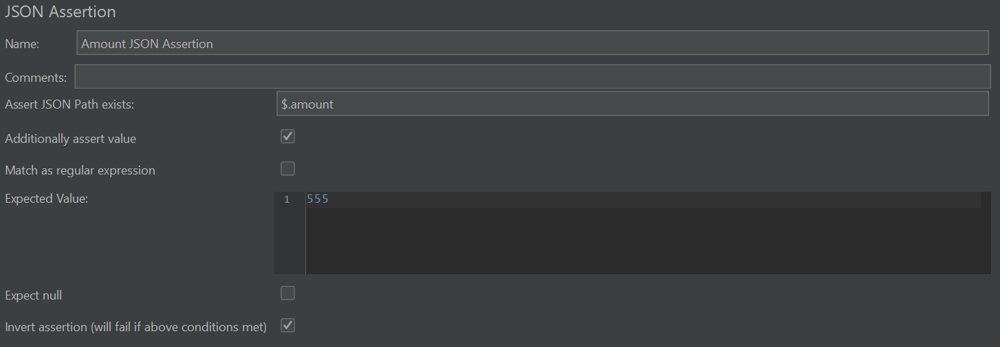 JSON Assertion
Name: Amount JSON Assertion
Comments:
Assert JSON Path exists: $.amount
Additionally assert value
Match as regular expression
Expected Value: 1 555
Expect null
Invert assertion (will fail if above conditions met)